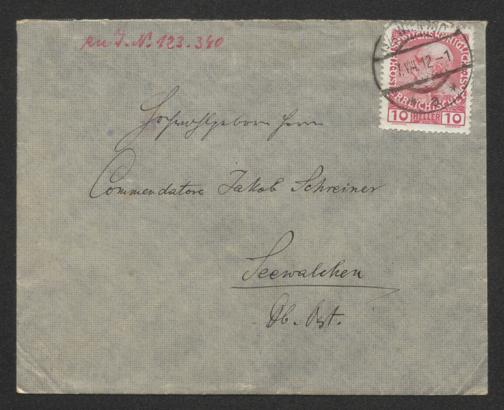 zu I.N. 123.340
Hochwohlgeboren Herrn
Commendatore Jakob Schreiner
Seewalchen
Ob. Öst.
10 HELLER 10